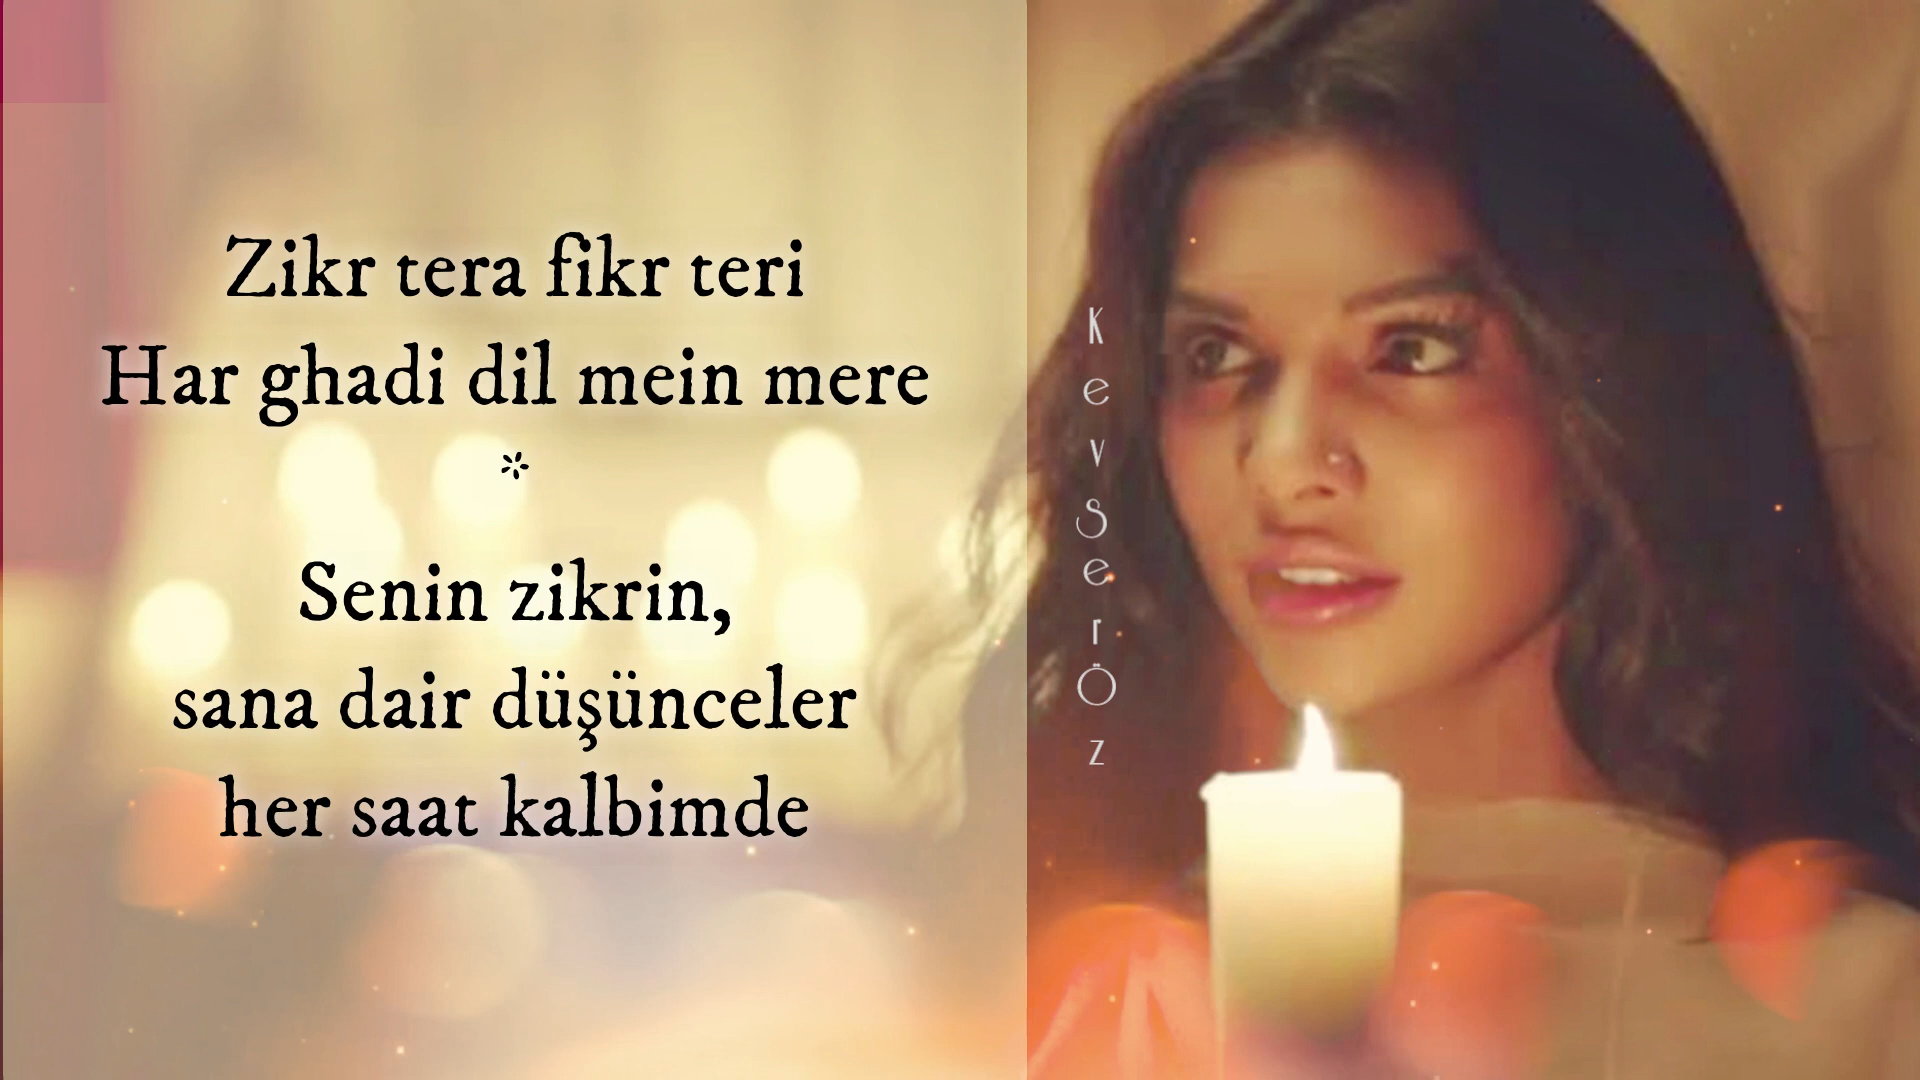 Zikr tera fikr teri
Har ghadi dil mein mere
*
Senin zikrin,
sana dair düşünceler
her saat kalbimde
KevSerÖz